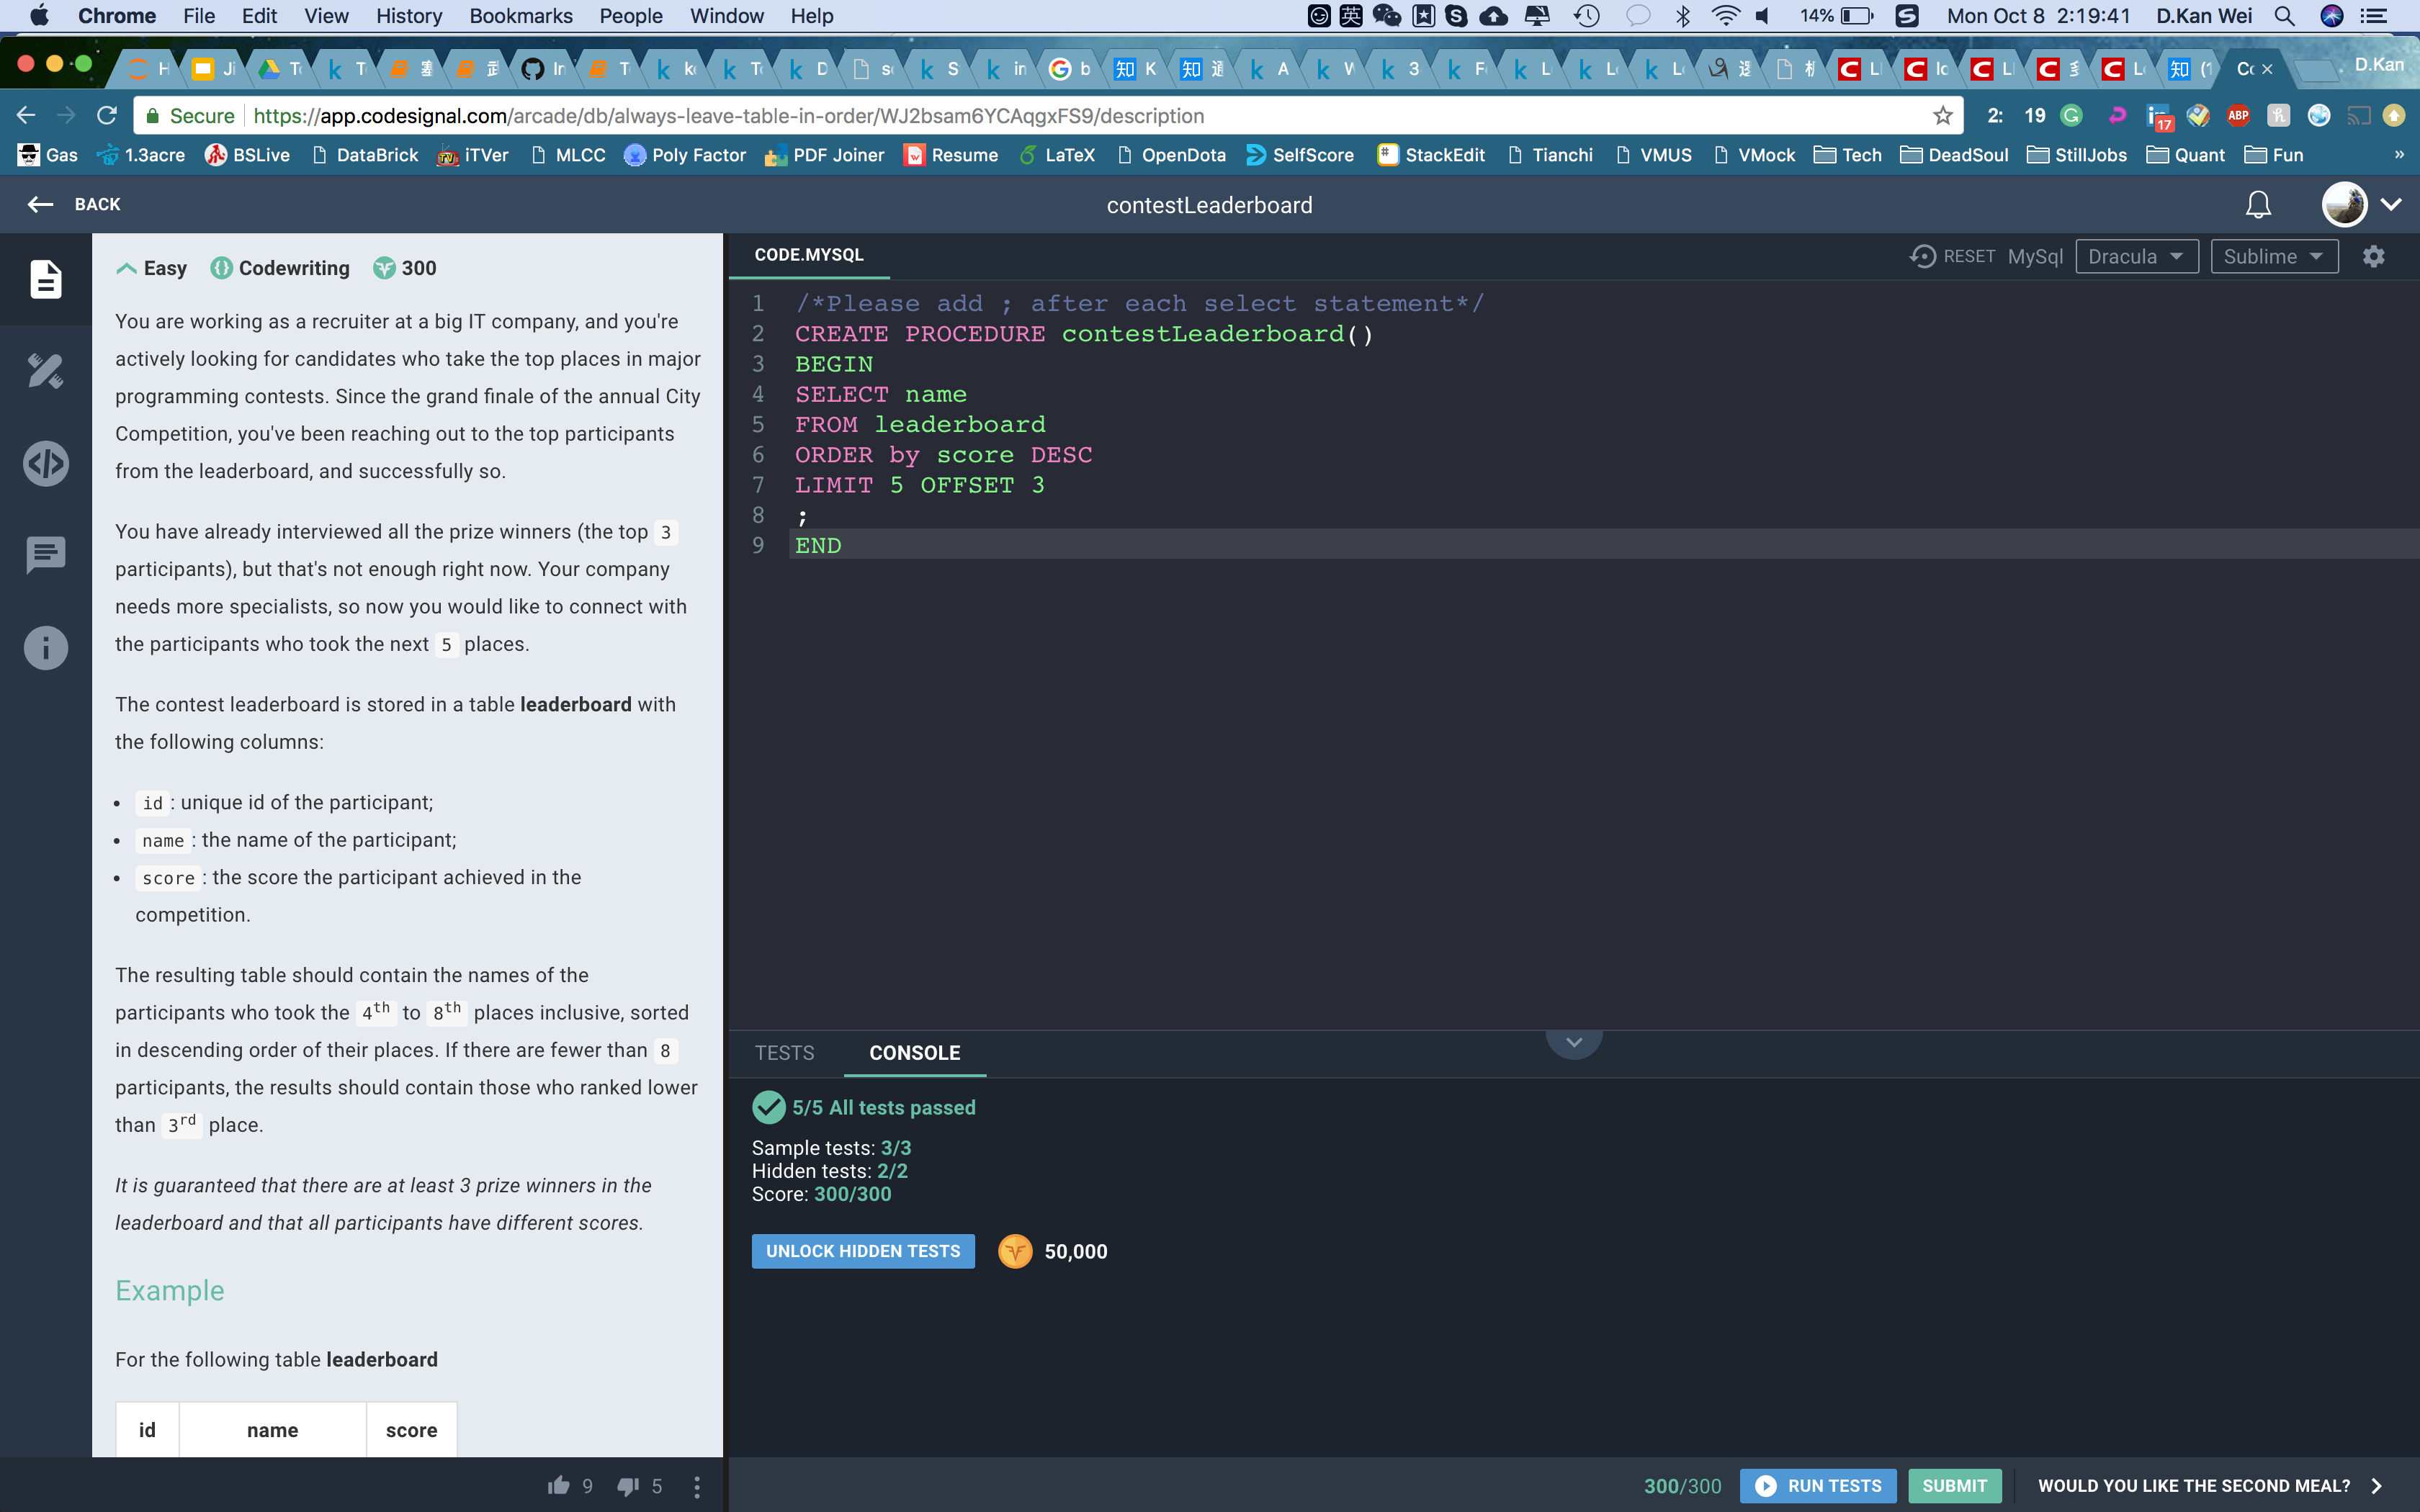 Chrome File Edit View History Bookmarks People Window Help
英 14% Mon Oct 8 2:19:41 D.Kan Wei
D.Kan
Secure https://app.codesignal.com/arcade/db/always-leave-table-in-order/WJ2bsam6YCAqgxFS9/description 2: 19 17 ABP
Gas 1.3acre BSLive DataBrick iTVer MLCC Poly Factor PDF Joiner Resume LaTeX OpenDota SelfScore StackEdit Tianchi VMUS VMock Tech DeadSoul StillJobs Quant Fun »
BACK
contestLeaderboard
Easy Codewriting 300
You are working as a recruiter at a big IT company, and you're
actively looking for candidates who take the top places in major
programming contests. Since the grand finale of the annual City
Competition, you've been reaching out to the top participants
from the leaderboard, and successfully so.
You have already interviewed all the prize winners (the top 3
participants), but that's not enough right now. Your company
needs more specialists, so now you would like to connect with
the participants who took the next 5 places.
The contest leaderboard is stored in a table leaderboard with
the following columns:
• id: unique id of the participant;
• name: the name of the participant;
• score: the score the participant achieved in the
competition.
The resulting table should contain the names of the
participants who took the 4th to 8th places inclusive, sorted
in descending order of their places. If there are fewer than 8
participants, the results should contain those who ranked lower
than 3rd place.
It is guaranteed that there are at least 3 prize winners in the
leaderboard and that all participants have different scores.
Example
For the following table leaderboard
id name score
9 5
CODE.MYSQL
RESET MySql Dracula Sublime
1 /*Please add ; after each select statement*/
2 CREATE PROCEDURE contestLeaderboard()
3 BEGIN
4 SELECT name
5 FROM leaderboard
6 ORDER by score DESC
7 LIMIT 5 OFFSET 3
8 ;
9 END
TESTS CONSOLE
5/5 All tests passed
Sample tests: 3/3
Hidden tests: 2/2
Score: 300/300
UNLOCK HIDDEN TESTS 50,000
300/300 RUN TESTS SUBMIT WOULD YOU LIKE THE SECOND MEAL?